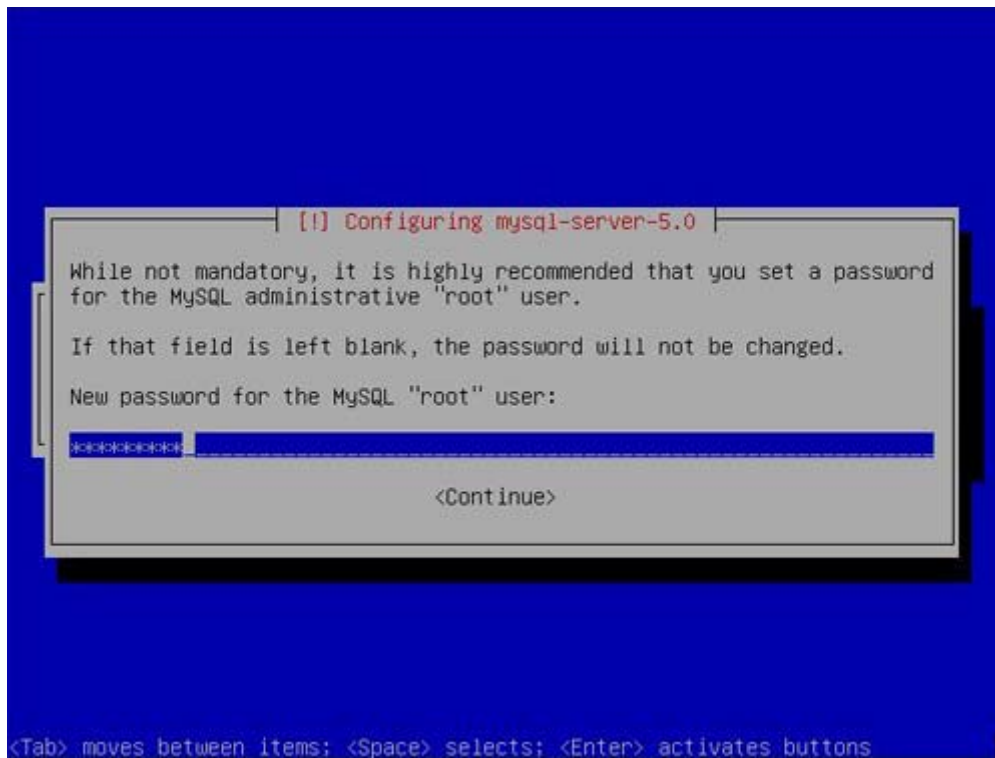 [!] Configuring mysql-server-5.0
While not mandatory, it is highly recommended that you set a password
for the MySQL administrative "root" user.
If that field is left blank, the password will not be changed.
New password for the MySQL "root" user:
*********
<Continue>
<Tab> moves between items; <Space> selects; <Enter> activates buttons